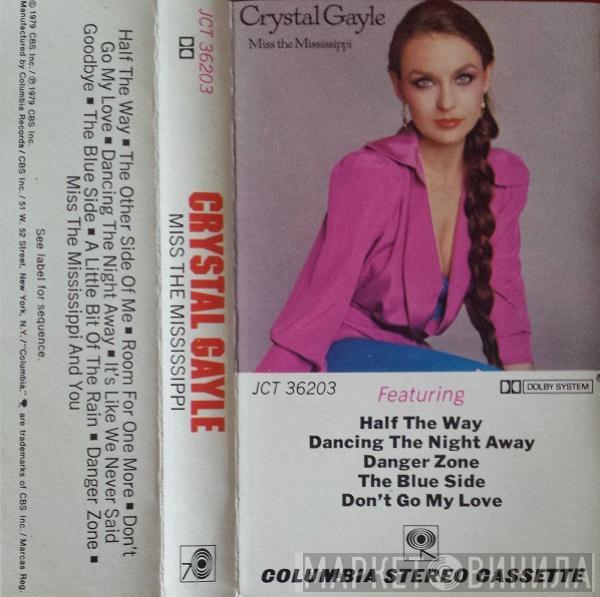 Crystal Gayle
Miss the Mississippi
JCT 36203
Featuring
DOLBY SYSTEM
Half The Way
Dancing The Night Away
Danger Zone
The Blue Side
Don't Go My Love
МАРКЕТ ВИНИЛА
COLUMBIA STEREO CASSETTE
JCT 36203
CRYSTAL GAYLE
MISS THE MISSISSIPPI
Half The Way ▪ The Other Side Of Me ▪ Room For One More ▪ Don't
Go My Love ▪ Dancing The Night Away ▪ It's Like We Never Said
Goodbye ▪ The Blue Side ▪ A Little Bit Of The Rain ▪ Danger Zone ▪
Miss The Mississippi And You
See label for sequence.
© 1979 CBS Inc./℗ 1979 CBS Inc.
Manufactured by Columbia Records/CBS Inc./51 W. 52 Street, New York, N.Y./"Columbia," are trademarks of CBS Inc./Marcas Reg.